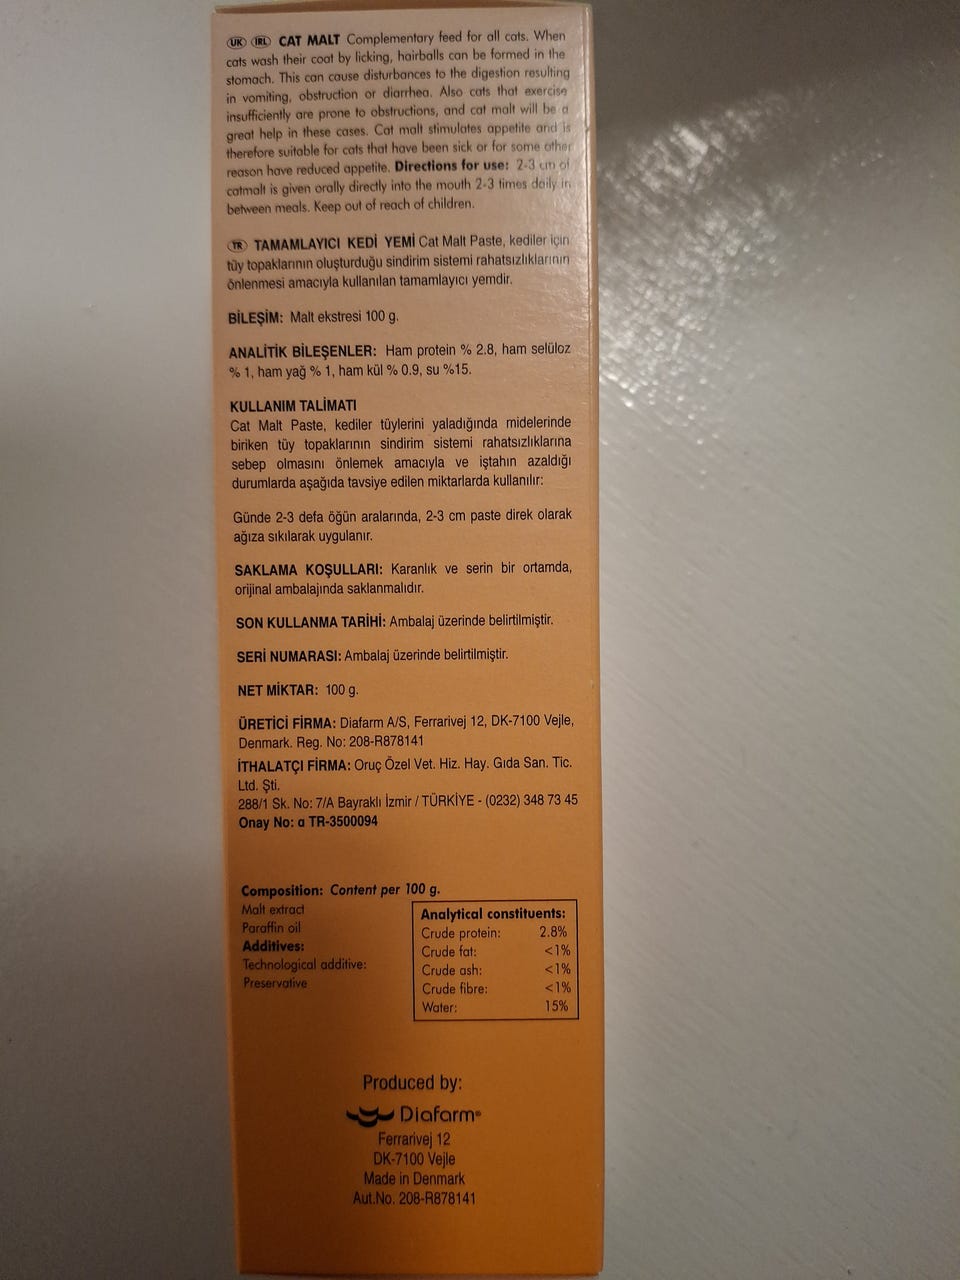 UK IRL CAT MALT Complementary feed for all cats. When
cats wash their coat by licking, hairballs can be formed in the
stomach. This can cause disturbances to the digestion resulting
in vomiting, obstruction or diarrhea. Also cats that exercise
insufficiently are prone to obstructions, and cat malt will be a
great help in these cases. Cat malt stimulates appetite and is
therefore suitable for cats that have been sick or for some other
reason have reduced appetite. Directions for use: 2-3 cm of
catmalt is given orally directly into the mouth 2-3 times daily in
between meals. Keep out of reach of children.
TR TAMAMLAYICI KEDİ YEMİ Cat Malt Paste, kediler için
tüy topaklarının oluşturduğu sindirim sistemi rahatsızlıklarının
önlenmesi amacıyla kullanılan tamamlayıcı yemdir.
BİLEŞİM: Malt ekstresi 100 g.
ANALİTİK BİLEŞENLER: Ham protein % 2.8, ham selüloz
% 1, ham yağ % 1, ham kül % 0.9, su %15.
KULLANIM TALİMATI
Cat Malt Paste, kediler tüylerini yaladığında midelerinde
biriken tüy topaklarının sindirim sistemi rahatsızlıklarına
sebep olmasını önlemek amacıyla ve iştahın azaldığı
durumlarda aşağıda tavsiye edilen miktarlarda kullanılır:
Günde 2-3 defa öğün aralarında, 2-3 cm paste direk olarak
ağıza sıkılarak uygulanır.
SAKLAMA KOŞULLARI: Karanlık ve serin bir ortamda,
orijinal ambalajında saklanmalıdır.
SON KULLANMA TARİHİ: Ambalaj üzerinde belirtilmiştir.
SERİ NUMARASI: Ambalaj üzerinde belirtilmiştir.
NET MİKTAR: 100 g.
ÜRETİCİ FİRMA: Diafarm A/S, Ferrarivej 12, DK-7100 Vejle,
Denmark. Reg. No: 208-R878141
İTHALATÇI FİRMA: Oruç Özel Vet. Hiz. Hay. Gıda San. Tic.
Ltd. Şti.
288/1 Sk. No: 7/A Bayraklı İzmir / TÜRKİYE - (0232) 348 73 45
Onay No: α TR-3500094
Composition: Content per 100 g.
Malt extract
Paraffin oil
Additives:
Technological additive:
Preservative
Analytical constituents:
Crude protein: 2.8%
Crude fat: <1%
Crude ash: <1%
Crude fibre: <1%
Water: 15%
Produced by:
Diafarm®
Ferrarivej 12
DK-7100 Vejle
Made in Denmark
Aut.No. 208-R878141